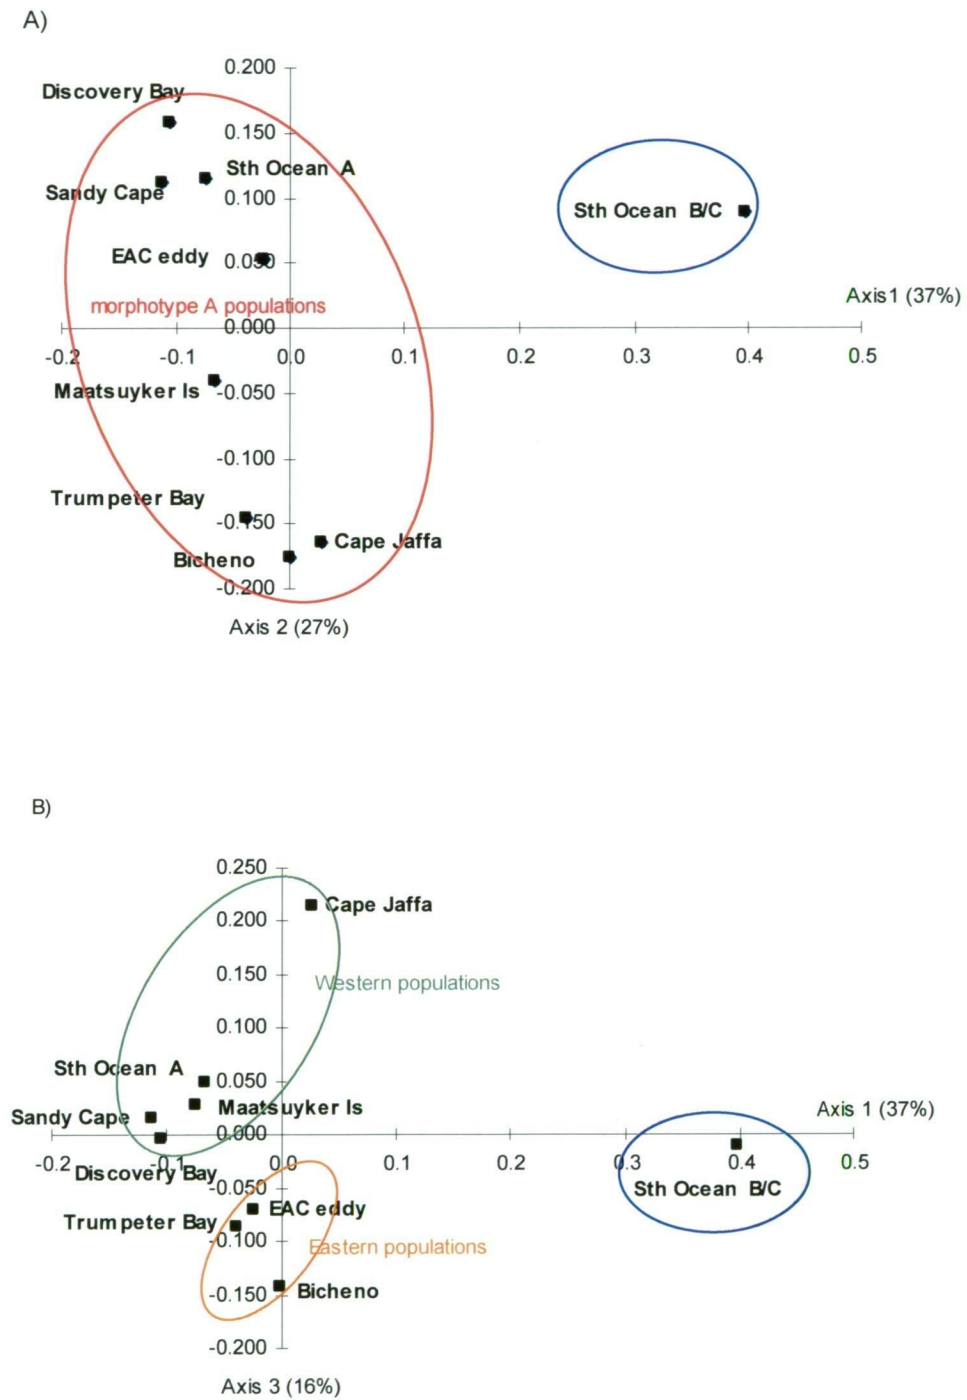 A)
0.200
Discovery Bay
0.150
Sth Ocean A
Sandy Cape
0.100
Sth Ocean B/C
EAC eddy
0.050
morphotype A populations
Axis1 (37%)
0.000
-0.2 -0.1 0.0 0.1 0.2 0.3 0.4 0.5
Maatsuyker Is
-0.050
-0.100
Trumpeter Bay
-0.150
Cape Jaffa
Bicheno
-0.200
Axis 2 (27%)
B)
0.250
Cape Jaffa
0.200
0.150
Western populations
0.100
Sth Ocean A
0.050
Maatsuyker Is
Sandy Cape
Axis 1 (37%)
0.000
-0.2 -0.1 0.0 0.1 0.2 0.3 0.4 0.5
Discovery Bay
-0.050
Sth Ocean B/C
EAC eddy
Trumpeter Bay
-0.100
Eastern populations
-0.150
Bicheno
-0.200
Axis 3 (16%)